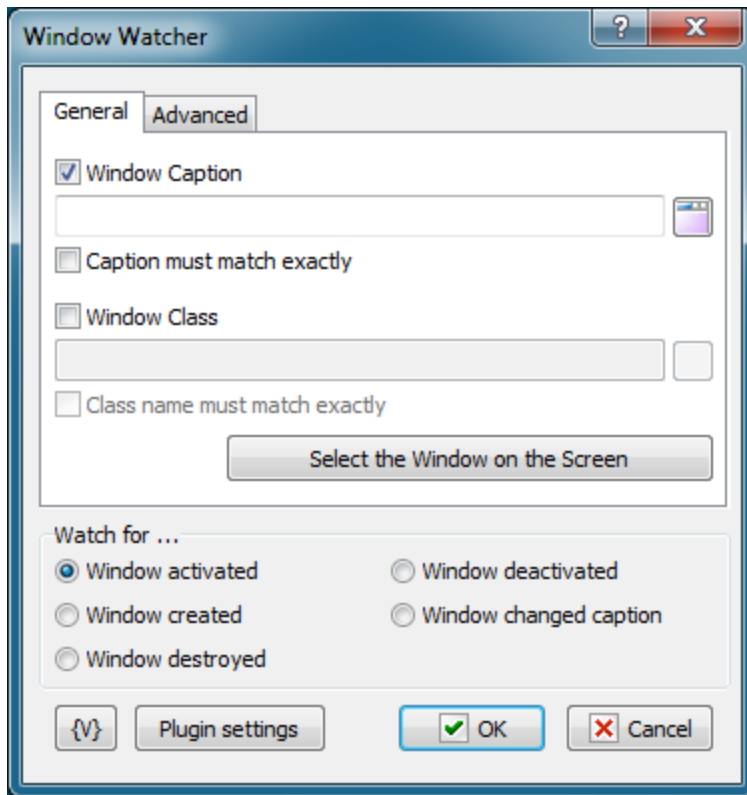 Window Watcher
General Advanced
Window Caption
Caption must match exactly
Window Class
Class name must match exactly
Select the Window on the Screen
Watch for ...
Window activated Window deactivated
Window created Window changed caption
Window destroyed
{V} Plugin settings OK Cancel